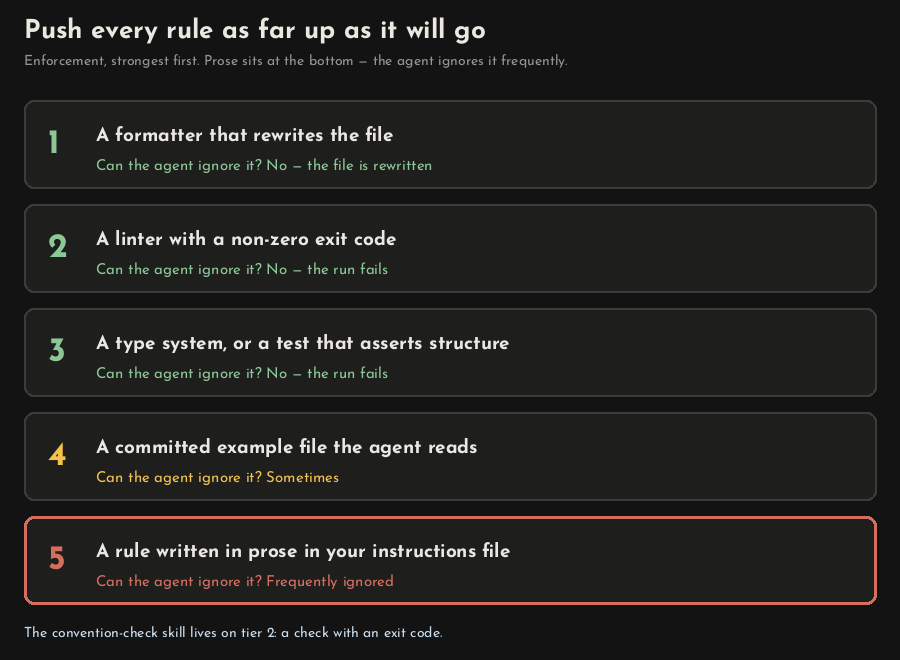 Push every rule as far up as it will go
Enforcement, strongest first. Prose sits at the bottom — the agent ignores it frequently.
1
A formatter that rewrites the file
Can the agent ignore it? No — the file is rewritten
2
A linter with a non-zero exit code
Can the agent ignore it? No — the run fails
3
A type system, or a test that asserts structure
Can the agent ignore it? No — the run fails
4
A committed example file the agent reads
Can the agent ignore it? Sometimes
5
A rule written in prose in your instructions file
Can the agent ignore it? Frequently ignored
The convention-check skill lives on tier 2: a check with an exit code.